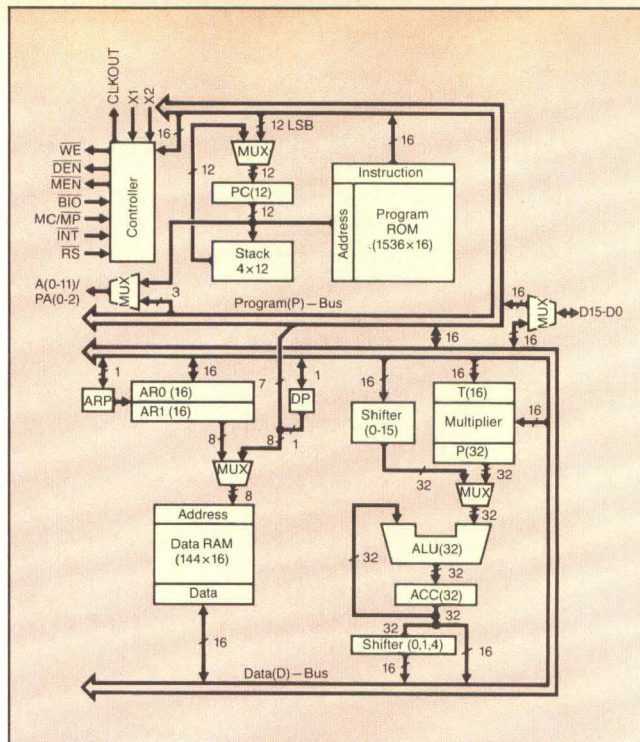 CLKOUT
X1
X2
WE
DEN
MEN
BIO
MC/MP
INT
RS
Controller
16
12 LSB
MUX
12
12
PC(12)
12
Stack
4×12
16
Instruction
Address
Program
ROM
(1536×16)
A(0-11)/
PA(0-2)
MUX
3
Program(P)—Bus
16
MUX
D15-D0
16
16
1
ARP
16
AR0 (16)
AR1 (16)
7
DP
1
8
8
1
MUX
8
Address
Data RAM
(144×16)
Data
16
16
Shifter
(0-15)
16
T(16)
Multiplier
P(32)
16
32
32
MUX
32
ALU(32)
32
32
ACC(32)
32
32
Shifter (0,1,4)
16
16
Data(D)—Bus